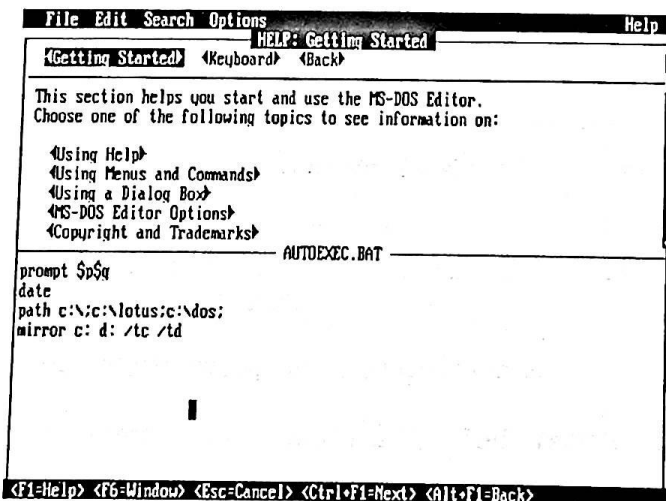 File Edit Search Options Help
HELP: Getting Started
◄Getting Started► ◄Keyboard► ◄Back►
This section helps you start and use the MS-DOS Editor.
Choose one of the following topics to see information on:
◄Using Help►
◄Using Menus and Commands►
◄Using a Dialog Box►
◄MS-DOS Editor Options►
◄Copyright and Trademarks►
AUTOEXEC.BAT
prompt $p$g
date
path c:\;c:\lotus;c:\dos;
mirror c: d: /tc /td
<F1=Help> <F6=Window> <Esc=Cancel> <Ctrl+F1=Next> <Alt+F1=Back>